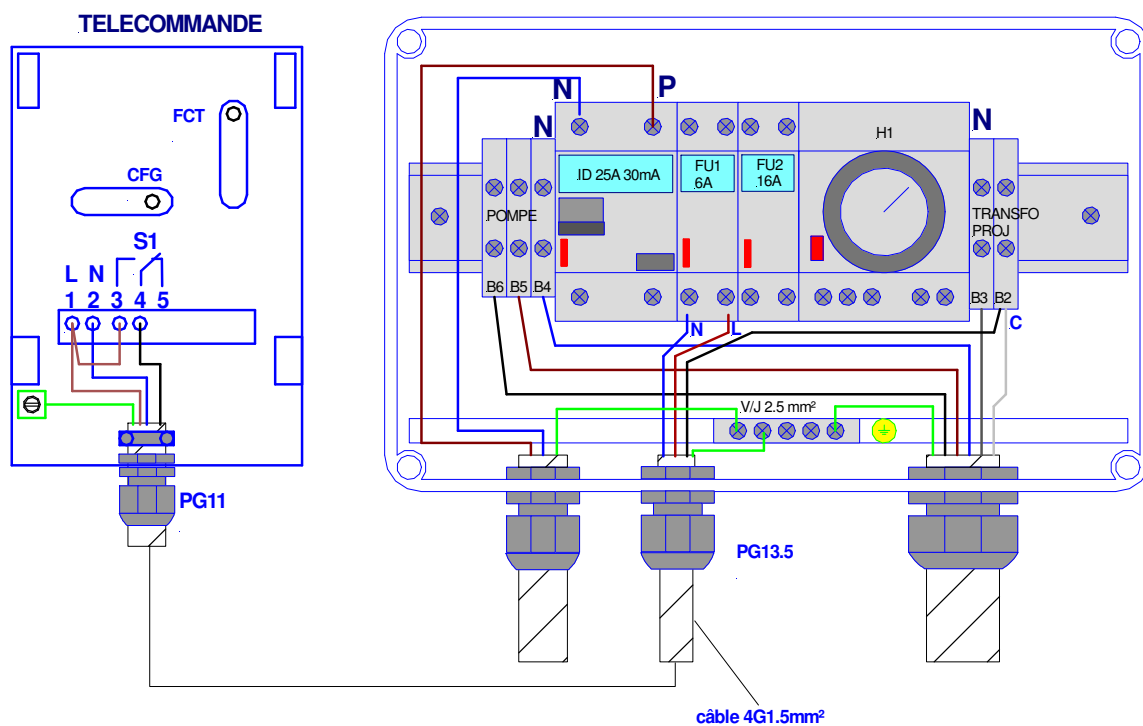 TELECOMMANDE
FCT
CFG
S1
L N
1 2 3 4 5
PG11
N P
N
N
H1
ID 25A 30mA
FU1
6A
FU2
16A
POMPE
TRANSFO
PROJ
B6 B5 B4
B3 B2
N L
C
V/J 2.5 mm²
PG13.5
câble 4G1.5mm²